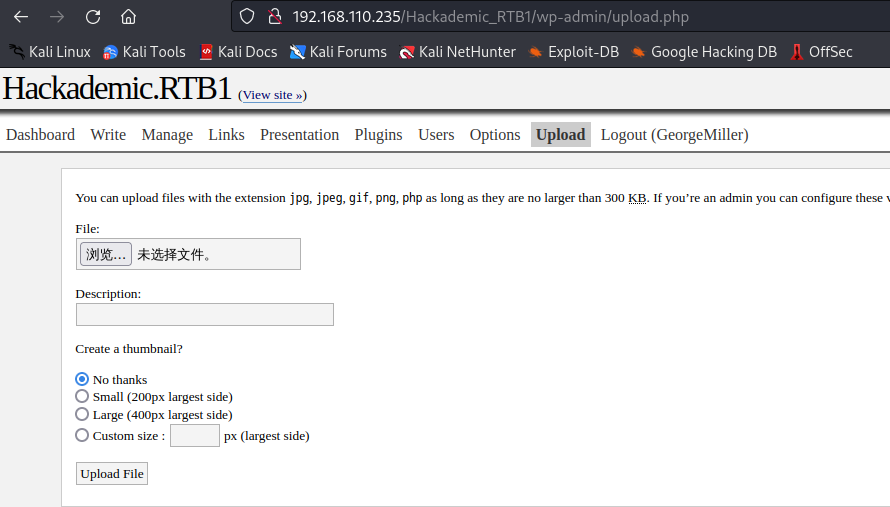 192.168.110.235/Hackademic_RTB1/wp-admin/upload.php
Kali Linux Kali Tools Kali Docs Kali Forums Kali NetHunter Exploit-DB Google Hacking DB OffSec
Hackademic.RTB1 (View site »)
Dashboard Write Manage Links Presentation Plugins Users Options Upload Logout (GeorgeMiller)
You can upload files with the extension jpg, jpeg, gif, png, php as long as they are no larger than 300 KB. If you’re an admin you can configure these v
File:
浏览… 未选择文件。
Description:
Create a thumbnail?
No thanks
Small (200px largest side)
Large (400px largest side)
Custom size : px (largest side)
Upload File